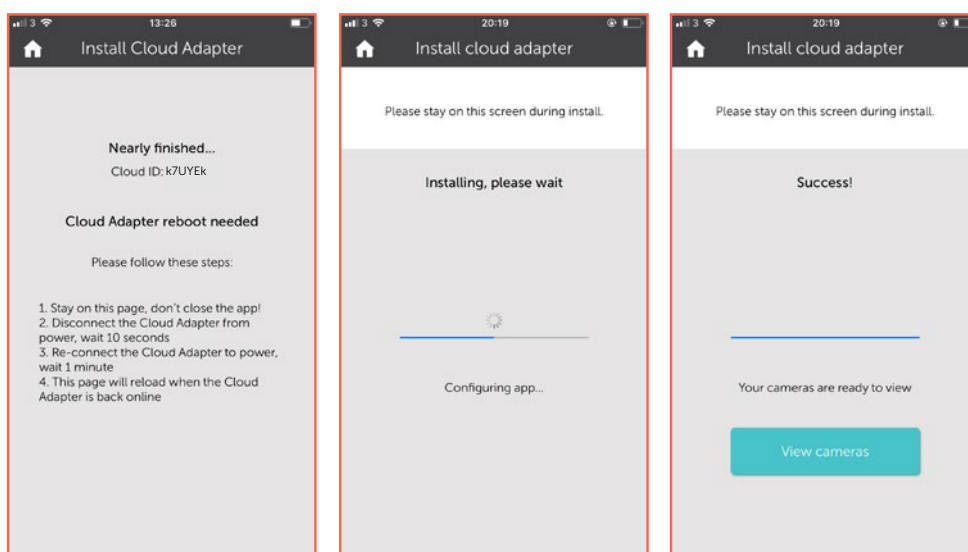 3 13:26
Install Cloud Adapter
Nearly finished...
Cloud ID: k7UYEk
Cloud Adapter reboot needed
Please follow these steps:
1. Stay on this page, don't close the app!
2. Disconnect the Cloud Adapter from
power, wait 10 seconds
3. Re-connect the Cloud Adapter to power,
wait 1 minute
4. This page will reload when the Cloud
Adapter is back online
3 20:19
Install cloud adapter
Please stay on this screen during install.
Installing, please wait
Configuring app...
3 20:19
Install cloud adapter
Please stay on this screen during install.
Success!
Your cameras are ready to view
View cameras